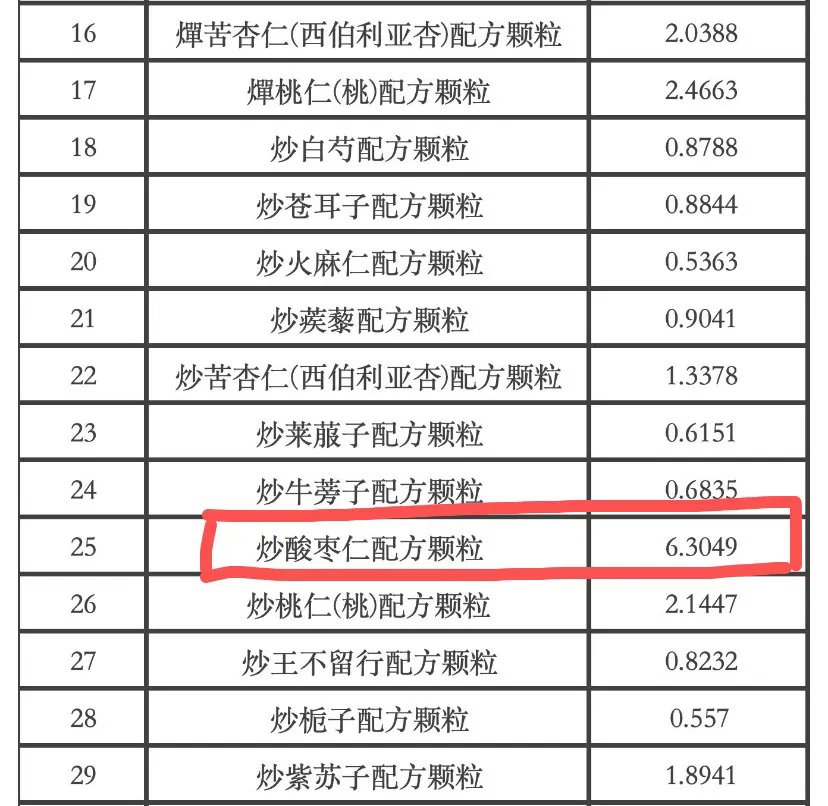 16 燀苦杏仁(西伯利亚杏)配方颗粒 2.0388
17 燀桃仁(桃)配方颗粒 2.4663
18 炒白芍配方颗粒 0.8788
19 炒苍耳子配方颗粒 0.8844
20 炒火麻仁配方颗粒 0.5363
21 炒蒺藜配方颗粒 0.9041
22 炒苦杏仁(西伯利亚杏)配方颗粒 1.3378
23 炒莱菔子配方颗粒 0.6151
24 炒牛蒡子配方颗粒 0.6835
25 炒酸枣仁配方颗粒 6.3049
26 炒桃仁(桃)配方颗粒 2.1447
27 炒王不留行配方颗粒 0.8232
28 炒栀子配方颗粒 0.557
29 炒紫苏子配方颗粒 1.8941